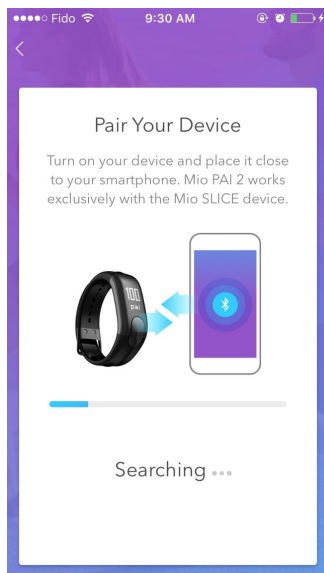 Fido 9:30 AM
Pair Your Device
Turn on your device and place it close
to your smartphone. Mio PAI 2 works
exclusively with the Mio SLICE device.
100
PAI
Searching ...